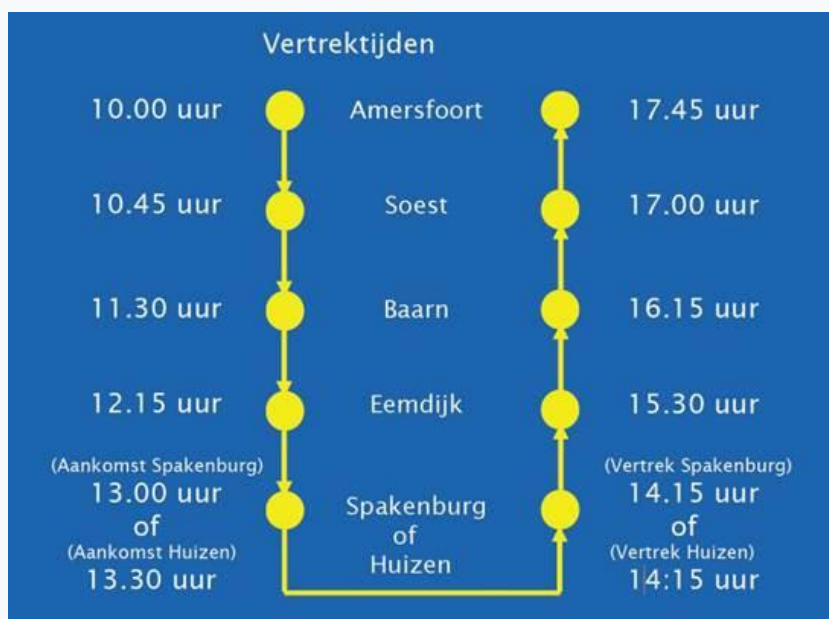 Vertrektijden
10.00 uur Amersfoort 17.45 uur
10.45 uur Soest 17.00 uur
11.30 uur Baarn 16.15 uur
12.15 uur Eemdijk 15.30 uur
(Aankomst Spakenburg) (Vertrek Spakenburg)
13.00 uur Spakenburg 14.15 uur
of of of
(Aankomst Huizen) Huizen (Vertrek Huizen)
13.30 uur 14:15 uur